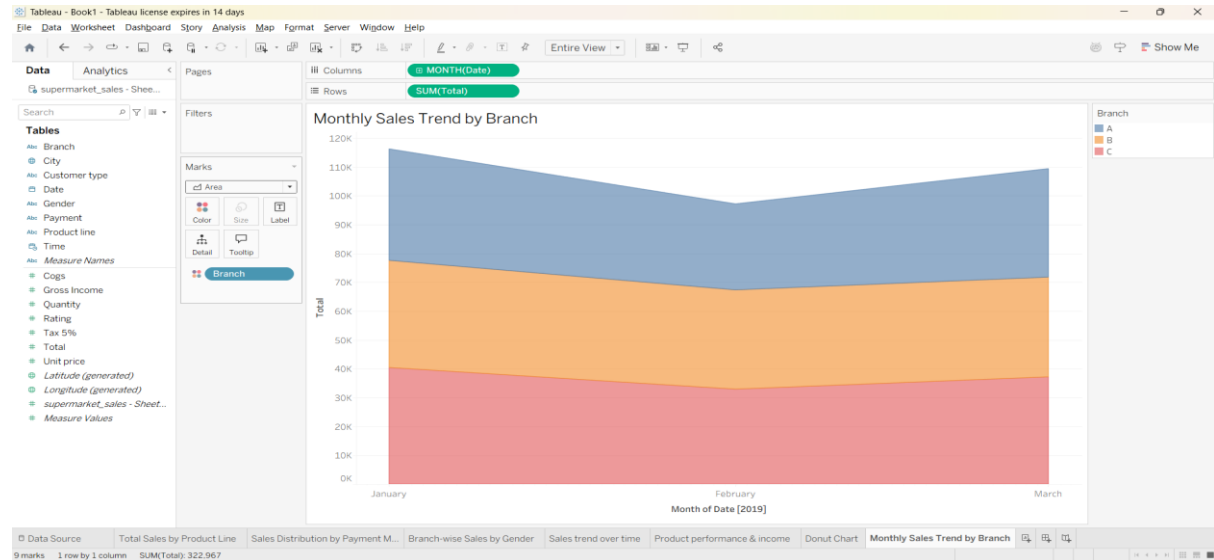 Tableau - Book1 - Tableau license expires in 14 days
File Data Worksheet Dashboard Story Analysis Map Format Server Window Help
Entire View
Show Me
Data Analytics
supermarket_sales - Shee...
Search
Tables
Abc Branch
City
Abc Customer type
Date
Abc Gender
Abc Payment
Abc Product line
Time
Abc Measure Names
# Cogs
# Gross Income
# Quantity
# Rating
# Tax 5%
# Total
# Unit price
Latitude (generated)
Longitude (generated)
# supermarket_sales - Sheet...
# Measure Values
Pages
Filters
Marks
Area
Color Size Label
Detail Tooltip
Branch
Columns MONTH(Date)
Rows SUM(Total)
Monthly Sales Trend by Branch
120K
110K
100K
90K
80K
70K
60K
50K
40K
30K
20K
10K
0K
Total
January February March
Month of Date [2019]
Branch
A
B
C
Data Source Total Sales by Product Line Sales Distribution by Payment M... Branch-wise Sales by Gender Sales trend over time Product performance & income Donut Chart Monthly Sales Trend by Branch
9 marks 1 row by 1 column SUM(Total): 322,967